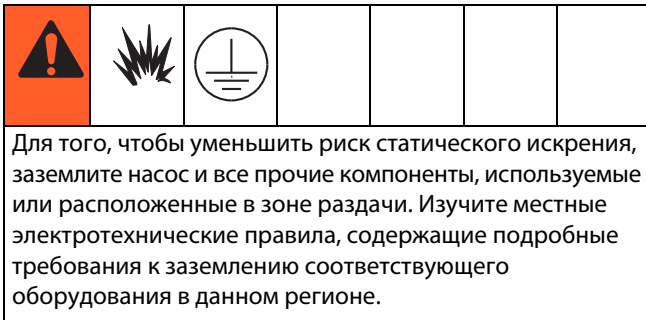 Для того, чтобы уменьшить риск статического искрения,
заземлите насос и все прочие компоненты, используемые
или расположенные в зоне раздачи. Изучите местные
электротехнические правила, содержащие подробные
требования к заземлению соответствующего
оборудования в данном регионе.